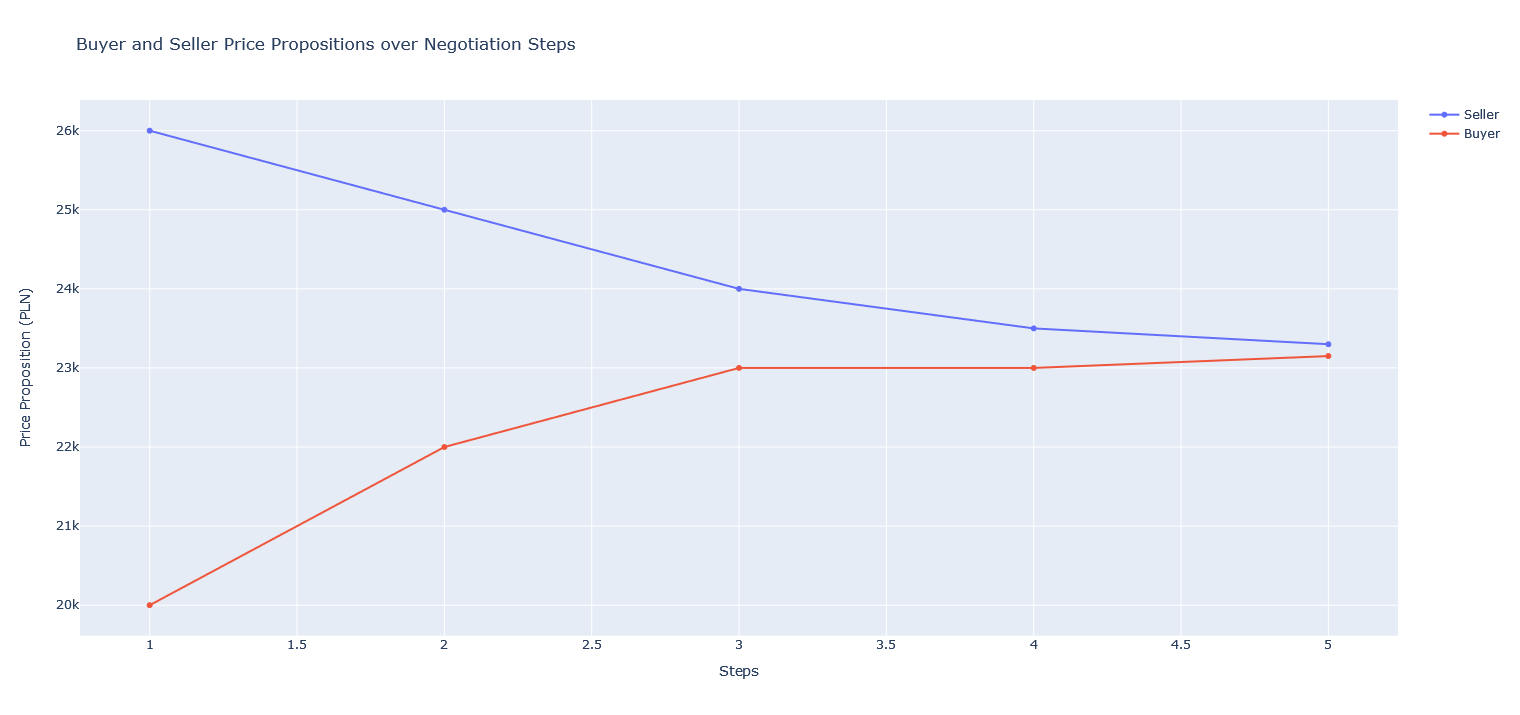 Buyer and Seller Price Propositions over Negotiation Steps
Seller
Buyer
Price Proposition (PLN)
26k
25k
24k
23k
22k
21k
20k
1 1.5 2 2.5 3 3.5 4 4.5 5
Steps